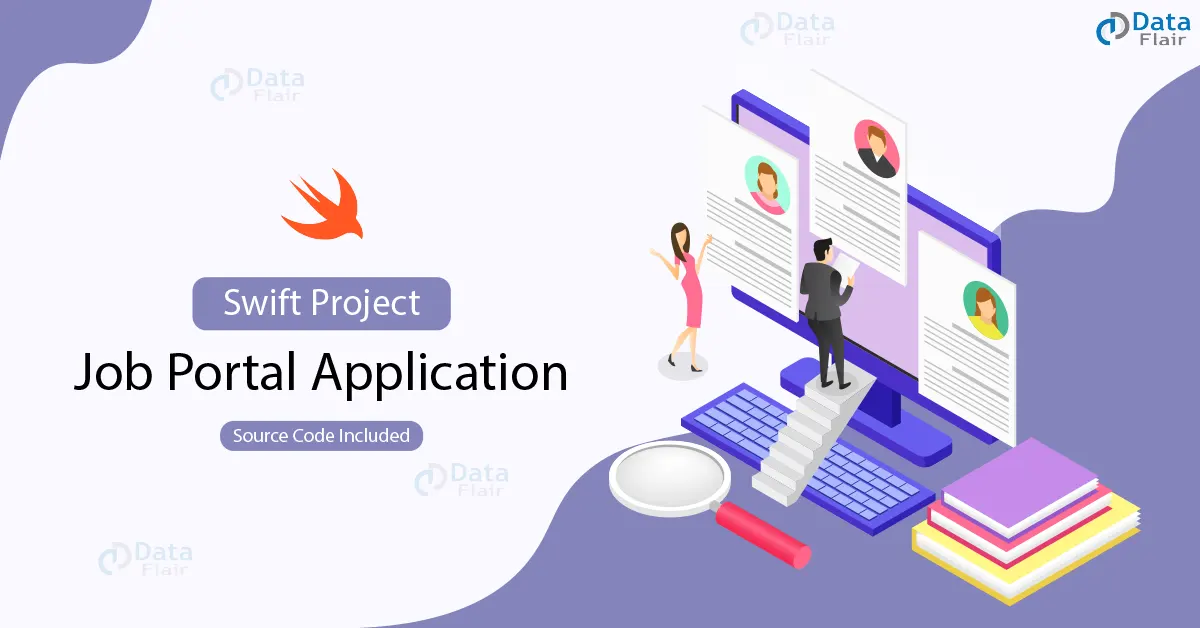 Data
Flair
Data
Flair
Data
Flair
Swift Project
Job Portal Application
Source Code Included
Data
Flair
Data
Flair